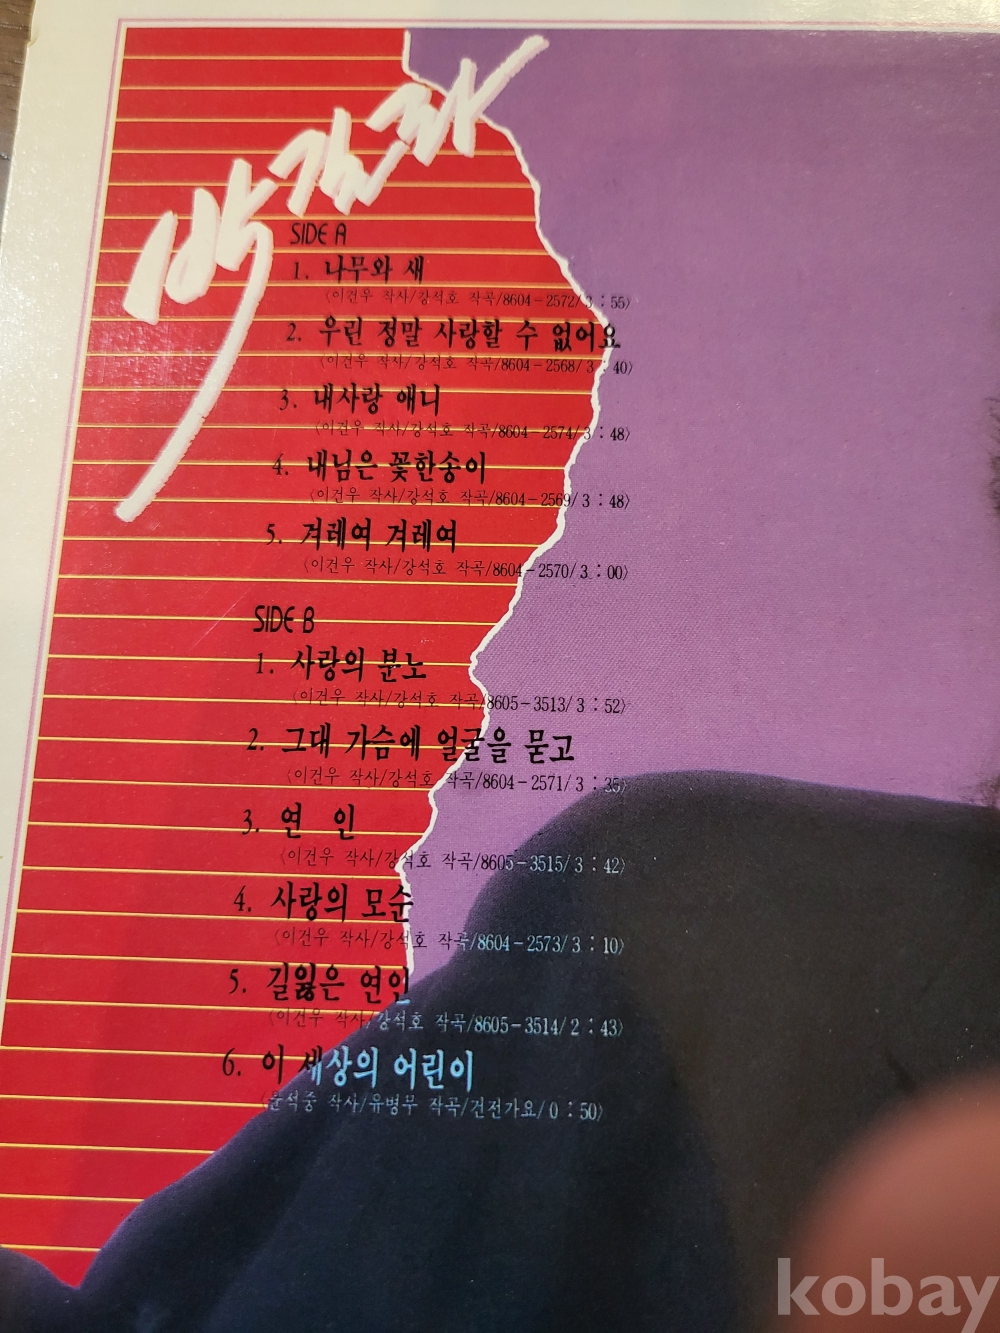 박길라
SIDE A
1. 나무와 새
〈이건우 작사/강석호 작곡/8604-2572/3:55〉
2. 우린 정말 사랑할 수 없어요
〈이건우 작사/강석호 작곡/8604-2568/3:40〉
3. 내사랑 애니
〈이건우 작사/강석호 작곡/8604-2574/3:48〉
4. 내님은 꽃한송이
〈이건우 작사/강석호 작곡/8604-2569/3:48〉
5. 겨레여 겨레여
〈이건우 작사/강석호 작곡/8604-2570/3:00〉
SIDE B
1. 사랑의 분노
〈이건우 작사/강석호 작곡/8605-3513/3:52〉
2. 그대 가슴에 얼굴을 묻고
〈이건우 작사/강석호 작곡/8604-2571/3:35〉
3. 연 인
〈이건우 작사/강석호 작곡/8605-3515/3:42〉
4. 사랑의 모순
〈이건우 작사/강석호 작곡/8604-2573/3:10〉
5. 길잃은 연인
〈이건우 작사/강석호 작곡/8605-3514/2:43〉
6. 이 세상의 어린이
〈윤석중 작사/유병무 작곡/건전가요/0:50〉
kobay